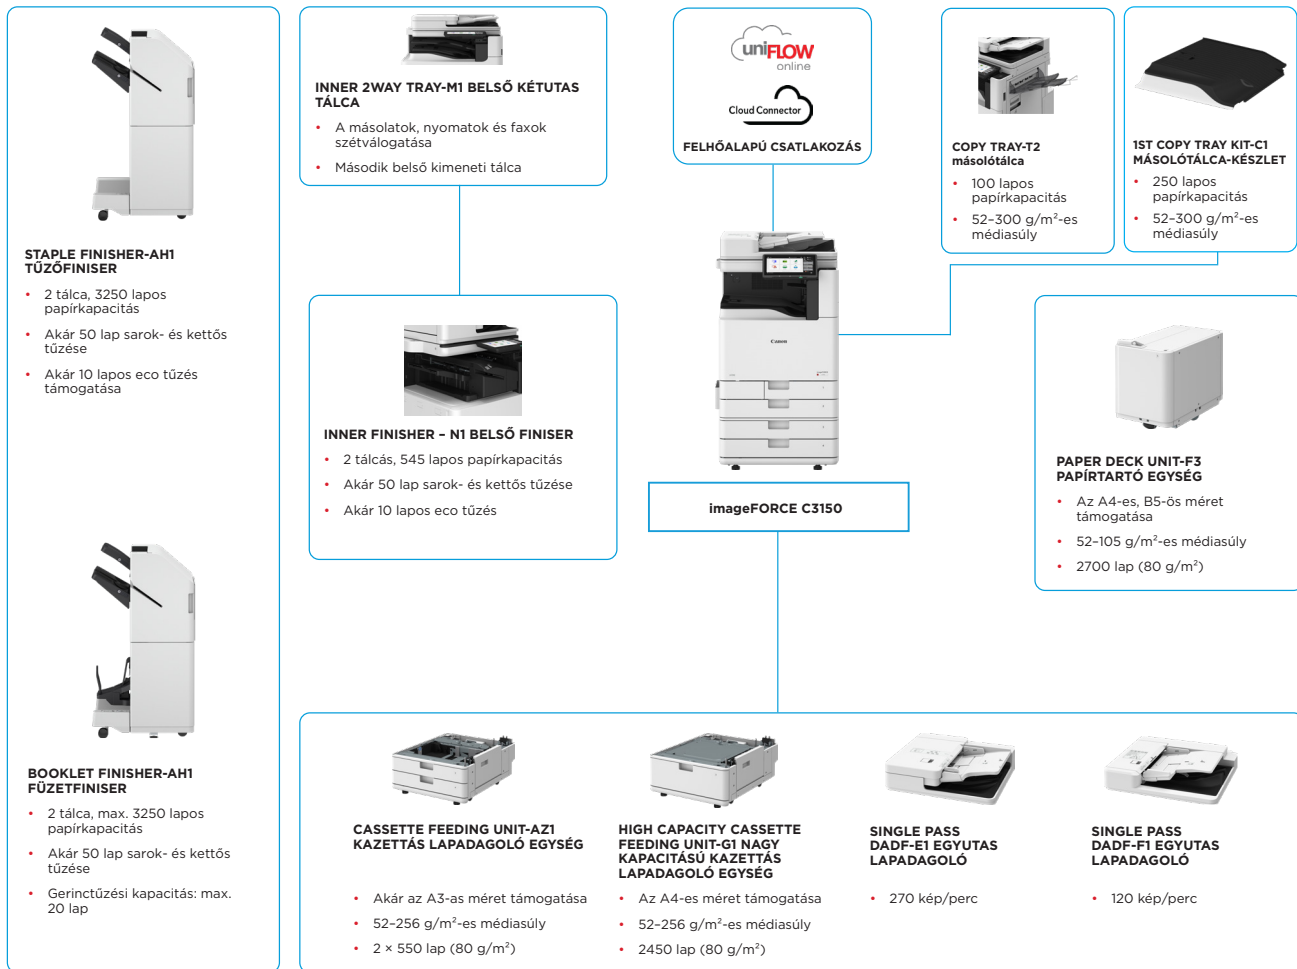 STAPLE FINISHER-AH1
TŰZŐFINISER
• 2 tálca, 3250 lapos
papírkapacitás
• Akár 50 lap sarok- és kettős
tűzése
• Akár 10 lapos eco tűzés
támogatása
BOOKLET FINISHER-AH1
FÜZETFINISER
• 2 tálca, max. 3250 lapos
papírkapacitás
• Akár 50 lap sarok- és kettős
tűzése
• Gerinctűzési kapacitás: max.
20 lap
INNER 2WAY TRAY-M1 BELSŐ KÉTUTAS
TÁLCA
• A másolatok, nyomatok és faxok
szétválogatása
• Második belső kimeneti tálca
INNER FINISHER – N1 BELSŐ FINISER
• 2 tálcás, 545 lapos papírkapacitás
• Akár 50 lap sarok- és kettős tűzése
• Akár 10 lapos eco tűzés
uniFLOW
online
Cloud Connector
FELHŐALAPÚ CSATLAKOZÁS
Canon
imageFORCE C3150
COPY TRAY-T2
másolótálca
• 100 lapos
papírkapacitás
• 52–300 g/m²-es
médiasúly
1ST COPY TRAY KIT-C1
MÁSOLÓTÁLCA-KÉSZLET
• 250 lapos
papírkapacitás
• 52–300 g/m²-es
médiasúly
PAPER DECK UNIT-F3
PAPÍRTARTÓ EGYSÉG
• Az A4-es, B5-ös méret
támogatása
• 52–105 g/m²-es médiasúly
• 2700 lap (80 g/m²)
CASSETTE FEEDING UNIT-AZ1
KAZETTÁS LAPADAGOLÓ EGYSÉG
• Akár az A3-as méret támogatása
• 52–256 g/m²-es médiasúly
• 2 × 550 lap (80 g/m²)
HIGH CAPACITY CASSETTE
FEEDING UNIT-G1 NAGY
KAPACITÁSÚ KAZETTÁS
LAPADAGOLÓ EGYSÉG
• Az A4-es méret támogatása
• 52–256 g/m²-es médiasúly
• 2450 lap (80 g/m²)
SINGLE PASS
DADF-E1 EGYUTAS
LAPADAGOLÓ
• 270 kép/perc
SINGLE PASS
DADF-F1 EGYUTAS
LAPADAGOLÓ
• 120 kép/perc